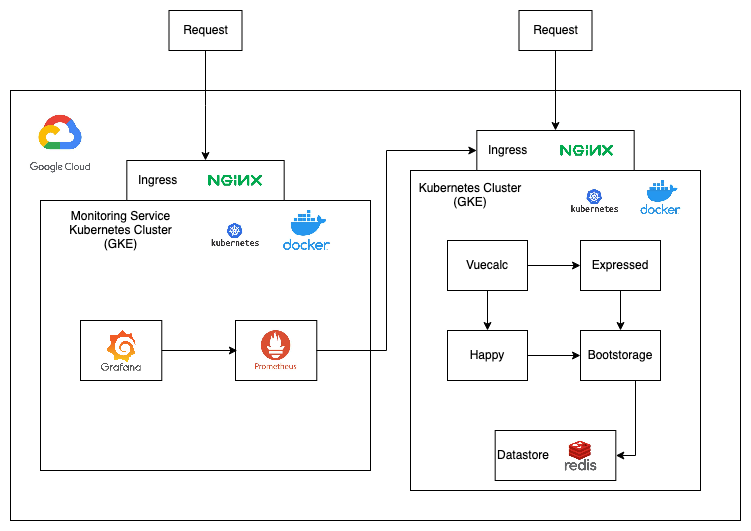 Request
Request
Google Cloud
Ingress
NGINX
Ingress
NGINX
Monitoring Service
Kubernetes Cluster
(GKE)
kubernetes
docker
Kubernetes Cluster
(GKE)
kubernetes
docker
Vuecalc
Expressed
Grafana
Prometheus
Happy
Bootstorage
Datastore
redis